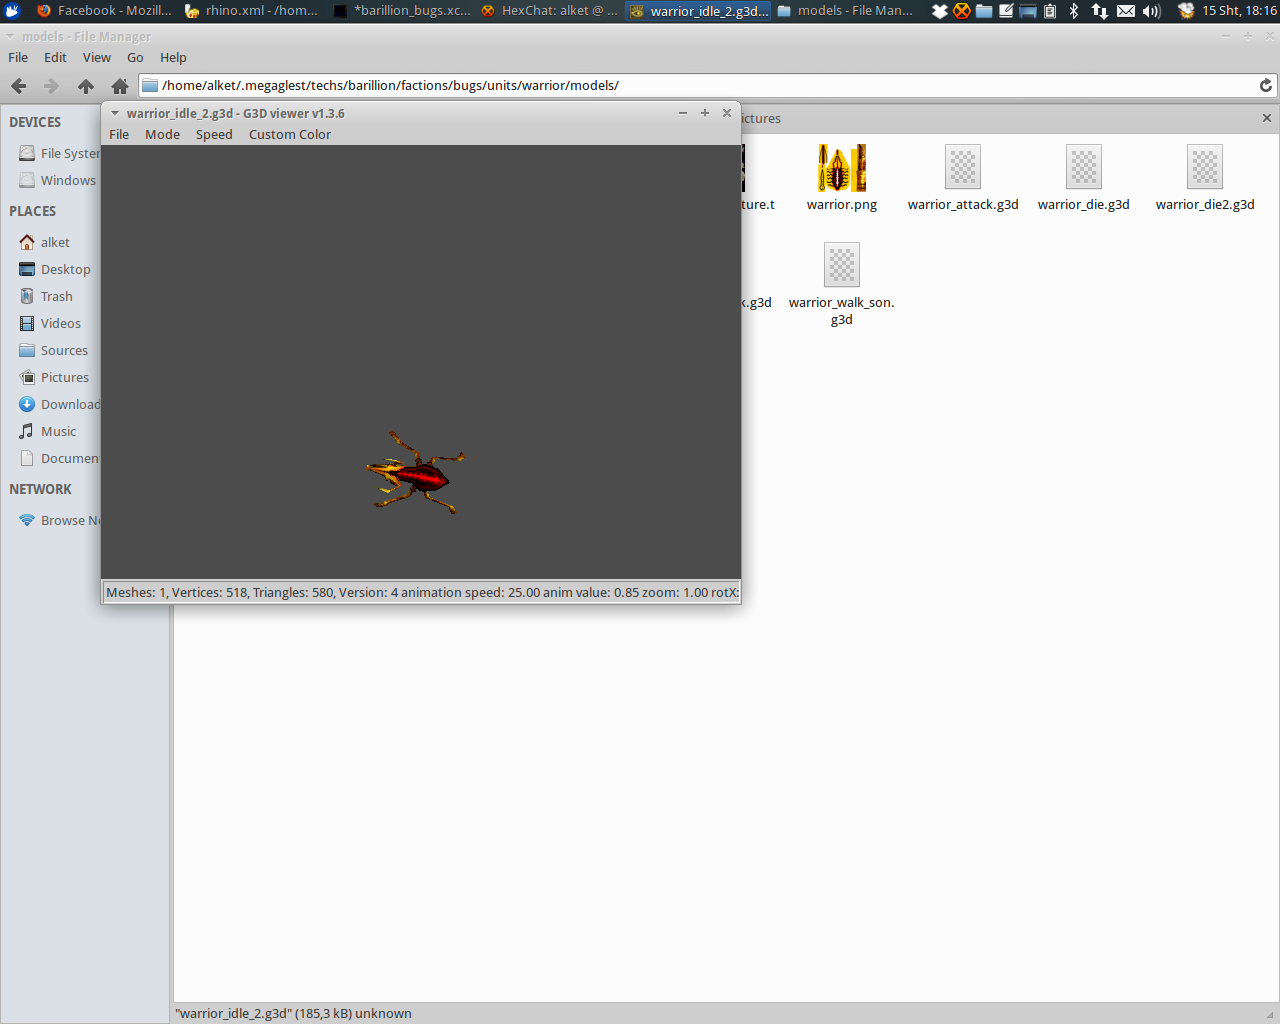 Facebook - Mozill...
rhino.xml - /hom...
*barillion_bugs.xc...
HexChat: alket @ ...
warrior_idle_2.g3d...
models - File Man...
15 Sht, 18:16
models - File Manager
File Edit View Go Help
/home/alket/.megaglest/techs/barillion/factions/bugs/units/warrior/models/
DEVICES
File Syster
Windows
PLACES
alket
Desktop
Trash
Videos
Sources
Pictures
Download
Music
Documen
NETWORK
Browse Ne
warrior_idle_2.g3d - G3D viewer v1.3.6
File Mode Speed Custom Color
Meshes: 1, Vertices: 518, Triangles: 580, Version: 4 animation speed: 25.00 anim value: 0.85 zoom: 1.00 rotX:
ictures
ture.t
warrior.png
warrior_attack.g3d
warrior_die.g3d
warrior_die2.g3d
k.g3d
warrior_walk_son.
g3d
"warrior_idle_2.g3d" (185,3 kB) unknown